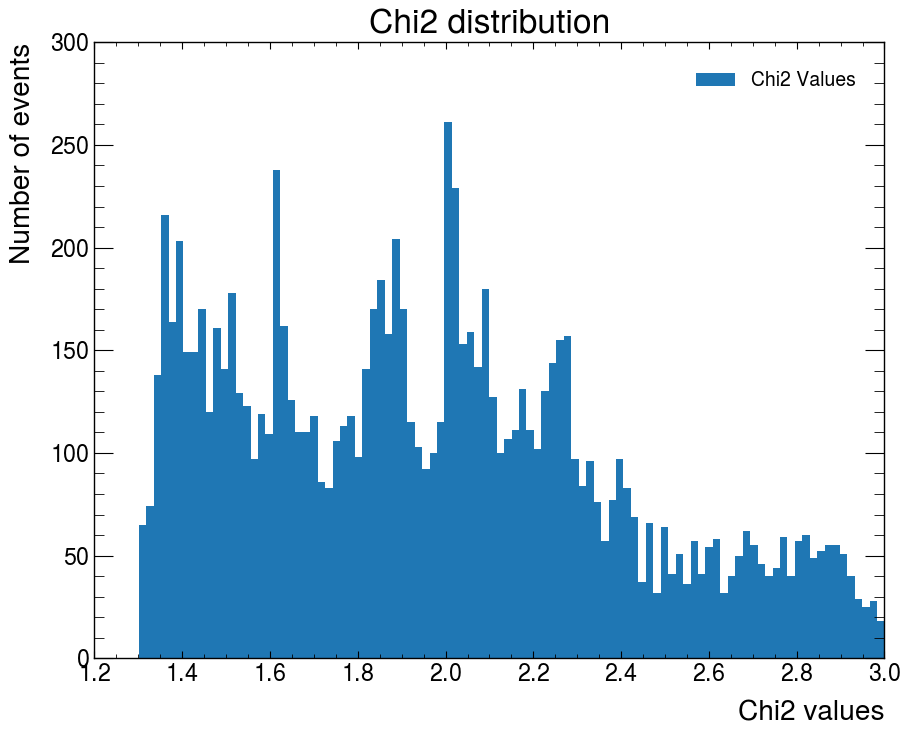 Chi2 distribution
Number of events
Chi2 Values
300
250
200
150
100
50
0
1.2 1.4 1.6 1.8 2.0 2.2 2.4 2.6 2.8 3.0
Chi2 values